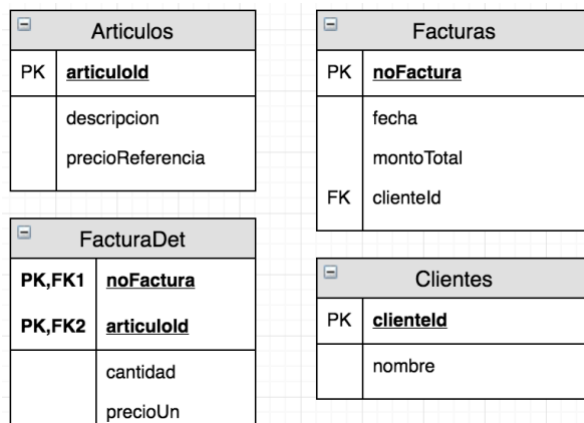 Articulos
PK articuloId
descripcion
precioReferencia
Facturas
PK noFactura
fecha
montoTotal
FK clienteId
FacturaDet
PK,FK1 noFactura
PK,FK2 articuloId
cantidad
precioUn
Clientes
PK clienteId
nombre